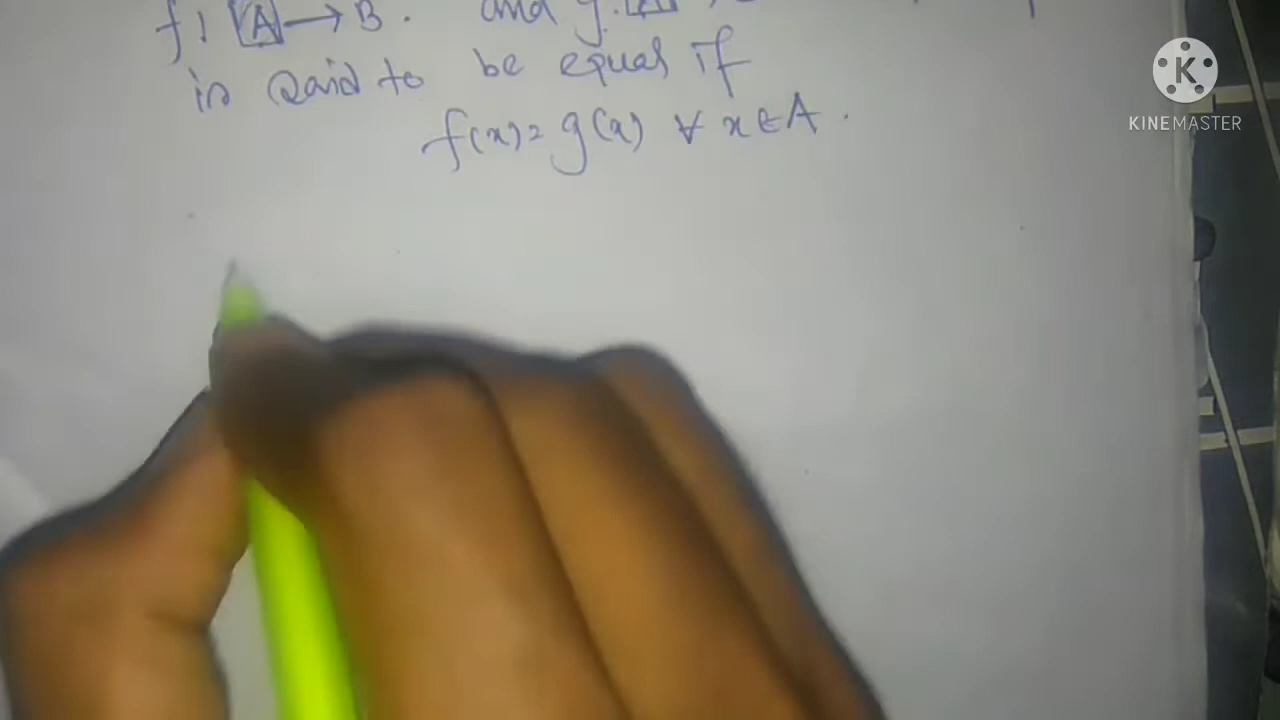 f: A → B. and g: A
is said to be equal if
f(x) = g(x) ∀ x ∈ A.
K
KINEMASTER